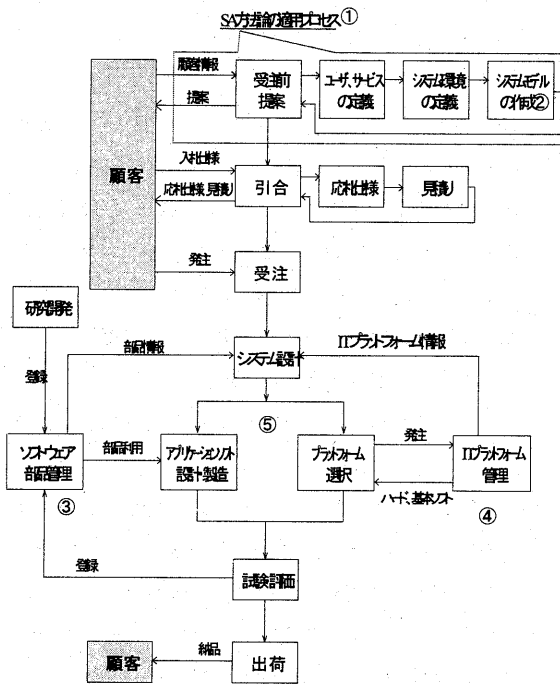 SA方法論の適用プロセス ①
顧客情報
提案
受注前
提案
ユーザ、サービス
の定義
システム環境
の定義
システムモデル
の作成②
顧客
入札仕様
応札仕様、見積り
引合
応札仕様
見積り
発注
受注
研究開発
登録
部品情報
システム設計
ITプラットフォーム情報
⑤
ソフトウェア
部品管理
③
部品利用
アプリケーションソフト
設計製造
プラットフォーム
選択
発注
ハード、基本ソフト
ITプラットフォーム
管理
④
登録
試験評価
顧客
納品
出荷